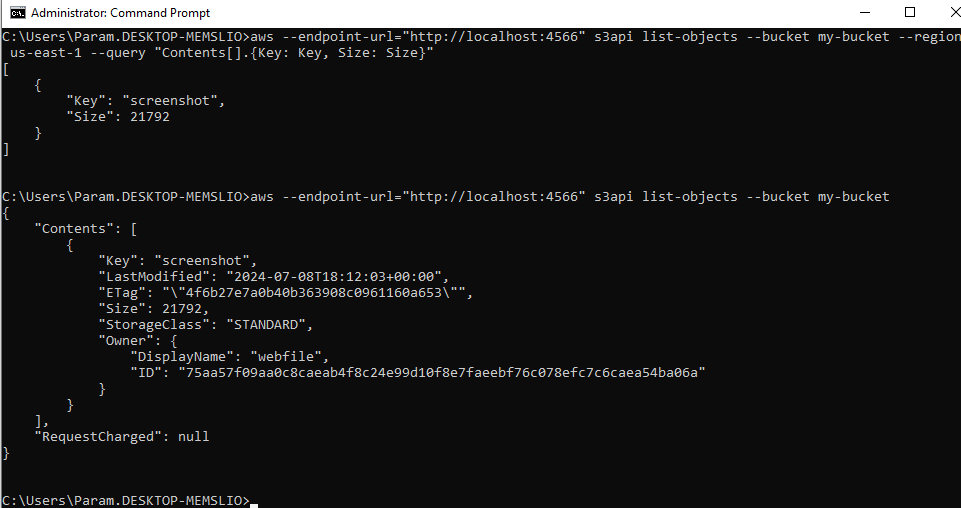 Administrator: Command Prompt
C:\Users\Param.DESKTOP-MEMSLIO>aws --endpoint-url="http://localhost:4566" s3api list-objects --bucket my-bucket --region
us-east-1 --query "Contents[].{Key: Key, Size: Size}"
[
    {
        "Key": "screenshot",
        "Size": 21792
    }
]
C:\Users\Param.DESKTOP-MEMSLIO>aws --endpoint-url="http://localhost:4566" s3api list-objects --bucket my-bucket
{
    "Contents": [
        {
            "Key": "screenshot",
            "LastModified": "2024-07-08T18:12:03+00:00",
            "ETag": "\"4f6b27e7a0b40b363908c0961160a653\"",
            "Size": 21792,
            "StorageClass": "STANDARD",
            "Owner": {
                "DisplayName": "webfile",
                "ID": "75aa57f09aa0c8caeab4f8c24e99d10f8e7faeebf76c078efc7c6caea54ba06a"
            }
        }
    ],
    "RequestCharged": null
}
C:\Users\Param.DESKTOP-MEMSLIO>